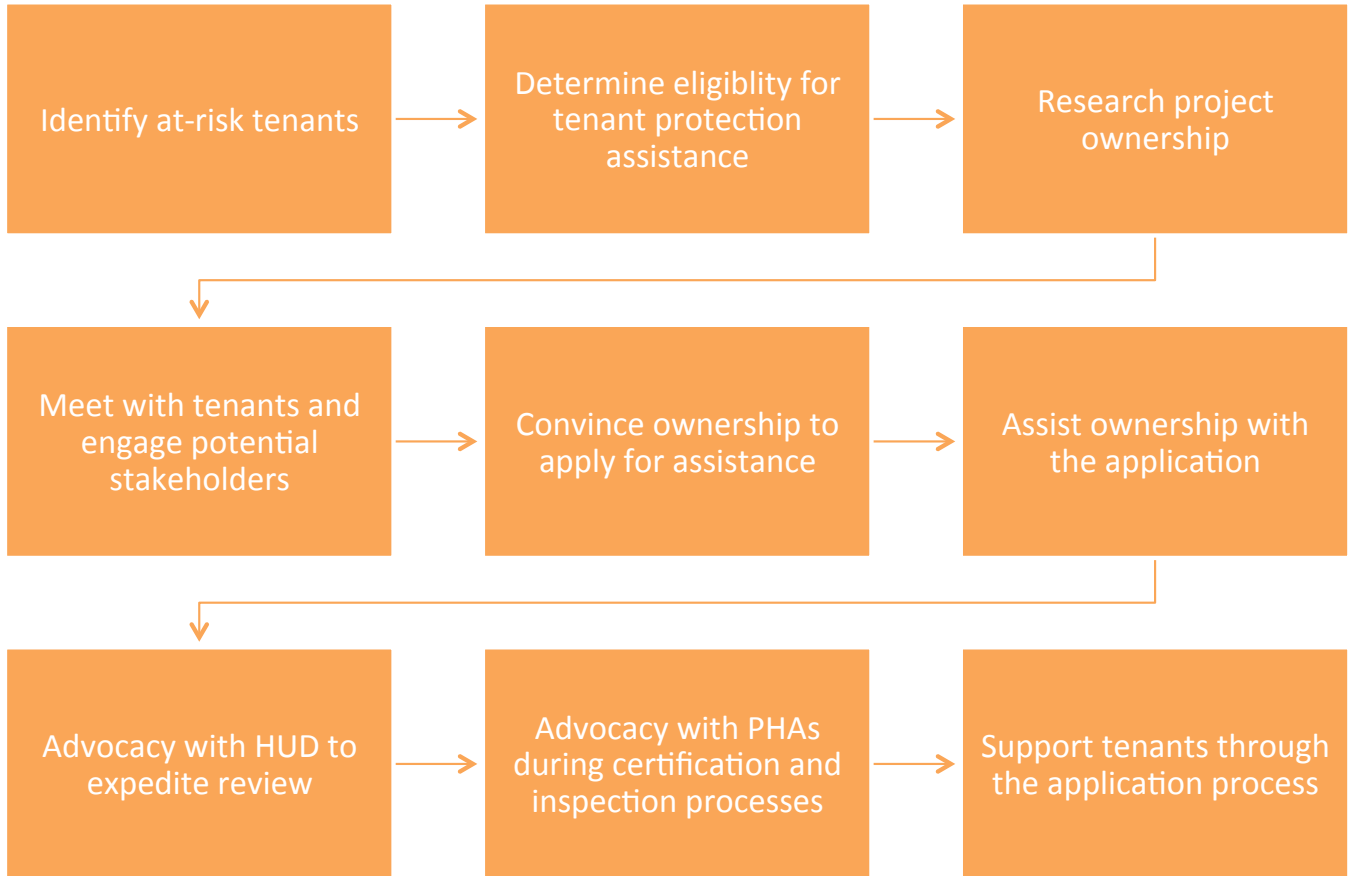 Identify at-risk tenants
Determine eligiblity for
tenant protection
assistance
Research project
ownership
Meet with tenants and
engage potential
stakeholders
Convince ownership to
apply for assistance
Assist ownership with
the application
Advocacy with HUD to
expedite review
Advocacy with PHAs
during certification and
inspection processes
Support tenants through
the application process